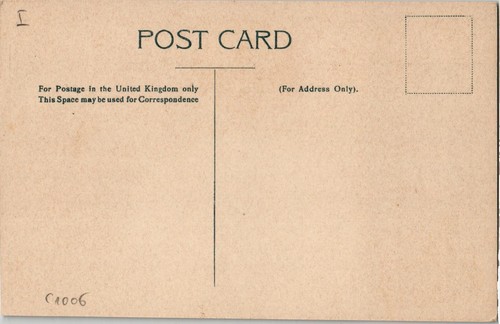 I
POST CARD
For Postage in the United Kingdom only
This Space may be used for Correspondence
(For Address Only).
C1006